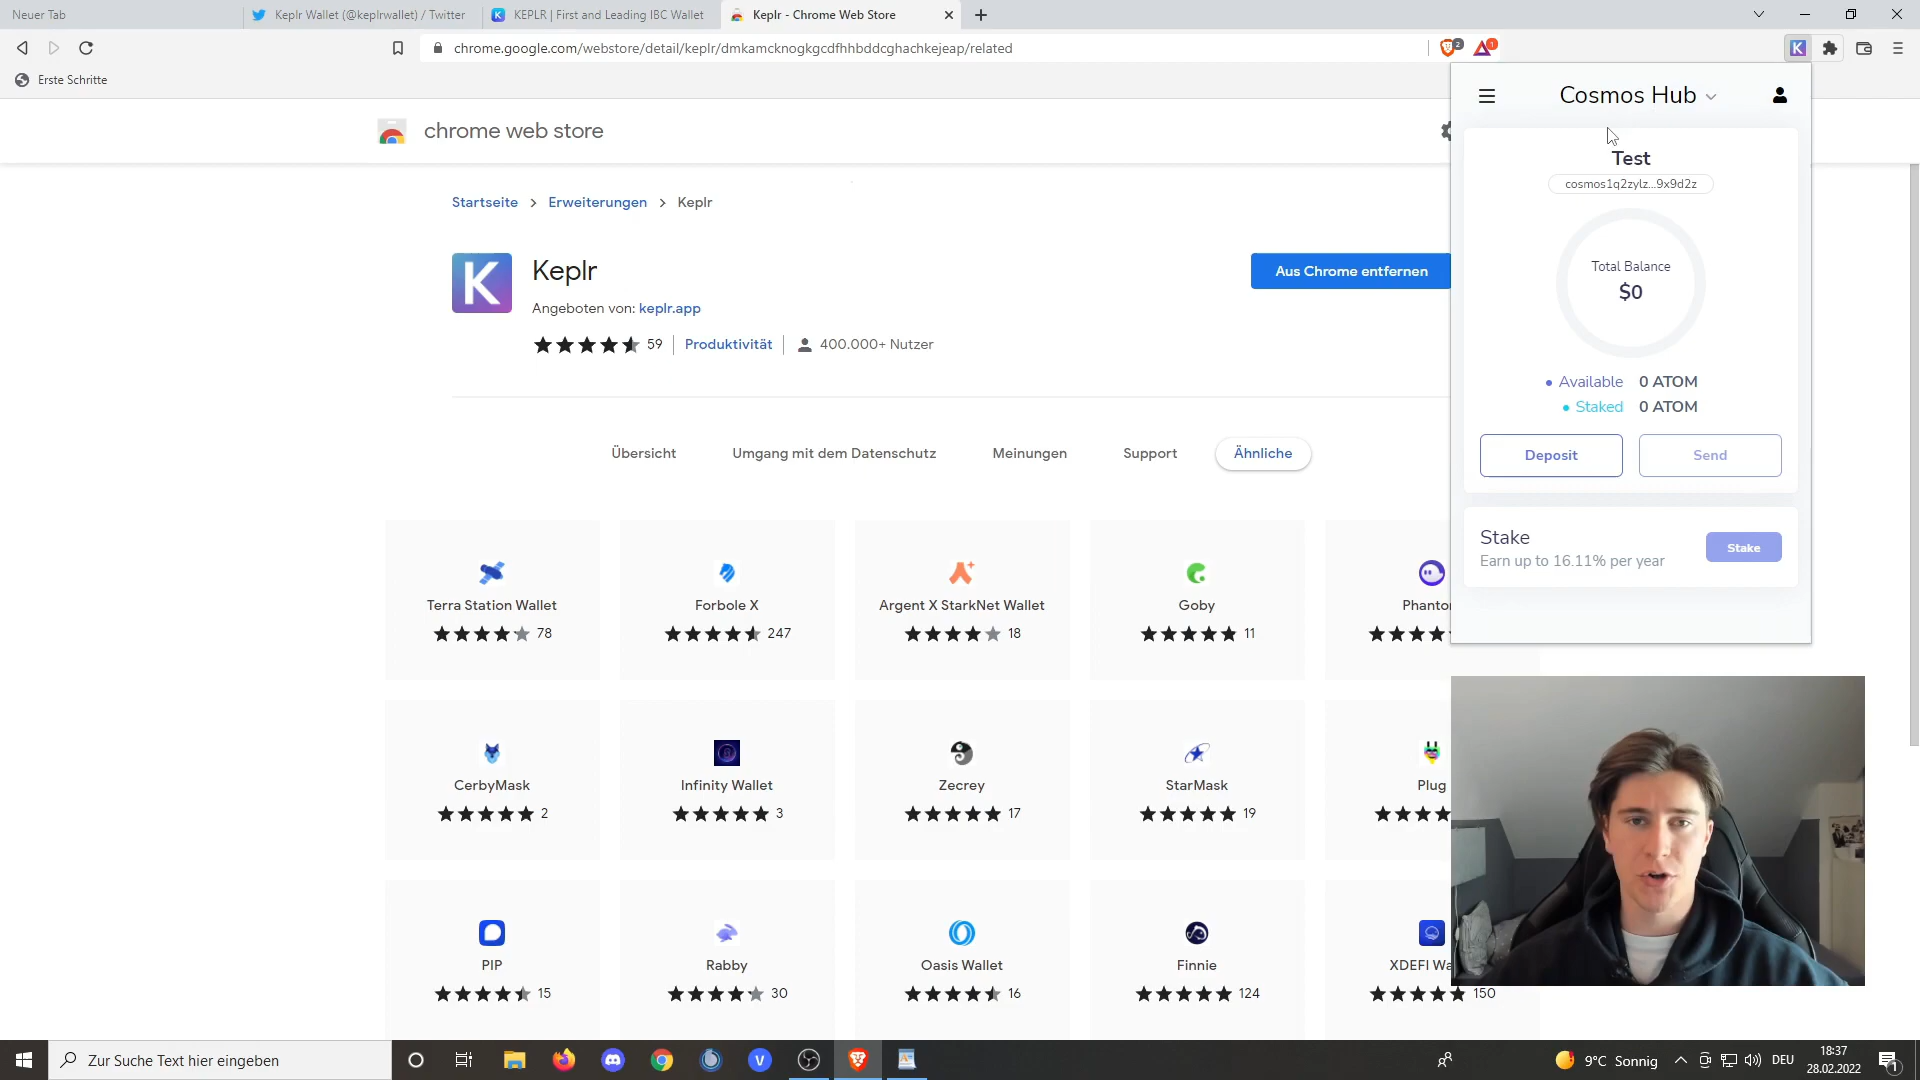 Neuer Tab
Keplr Wallet (@keplrwallet) / Twitter
KEPLR | First and Leading IBC Wallet
Keplr - Chrome Web Store
chrome.google.com/webstore/detail/keplr/dmkamcknogkgcdfhhbddcghachkejeap/related
2
1
Erste Schritte
chrome web store
Startseite
Erweiterungen
Keplr
K
Keplr
Angeboten von: keplr.app
59
Produktivität
400.000+ Nutzer
Aus Chrome entfernen
Übersicht
Umgang mit dem Datenschutz
Meinungen
Support
Ähnliche
Terra Station Wallet
78
Forbole X
247
Argent X StarkNet Wallet
18
Goby
11
Phanto
CerbyMask
2
Infinity Wallet
3
Zecrey
17
StarMask
19
Plug
PIP
15
Rabby
30
Oasis Wallet
16
Finnie
124
XDEFI Wa
150
Cosmos Hub
Test
cosmos1q2zylz...9x9d2z
Total Balance
$0
Available 0 ATOM
Staked 0 ATOM
Deposit
Send
Stake
Earn up to 16.11% per year
Stake
Zur Suche Text hier eingeben
9°C Sonnig
DEU
18:37
28.02.2022
1